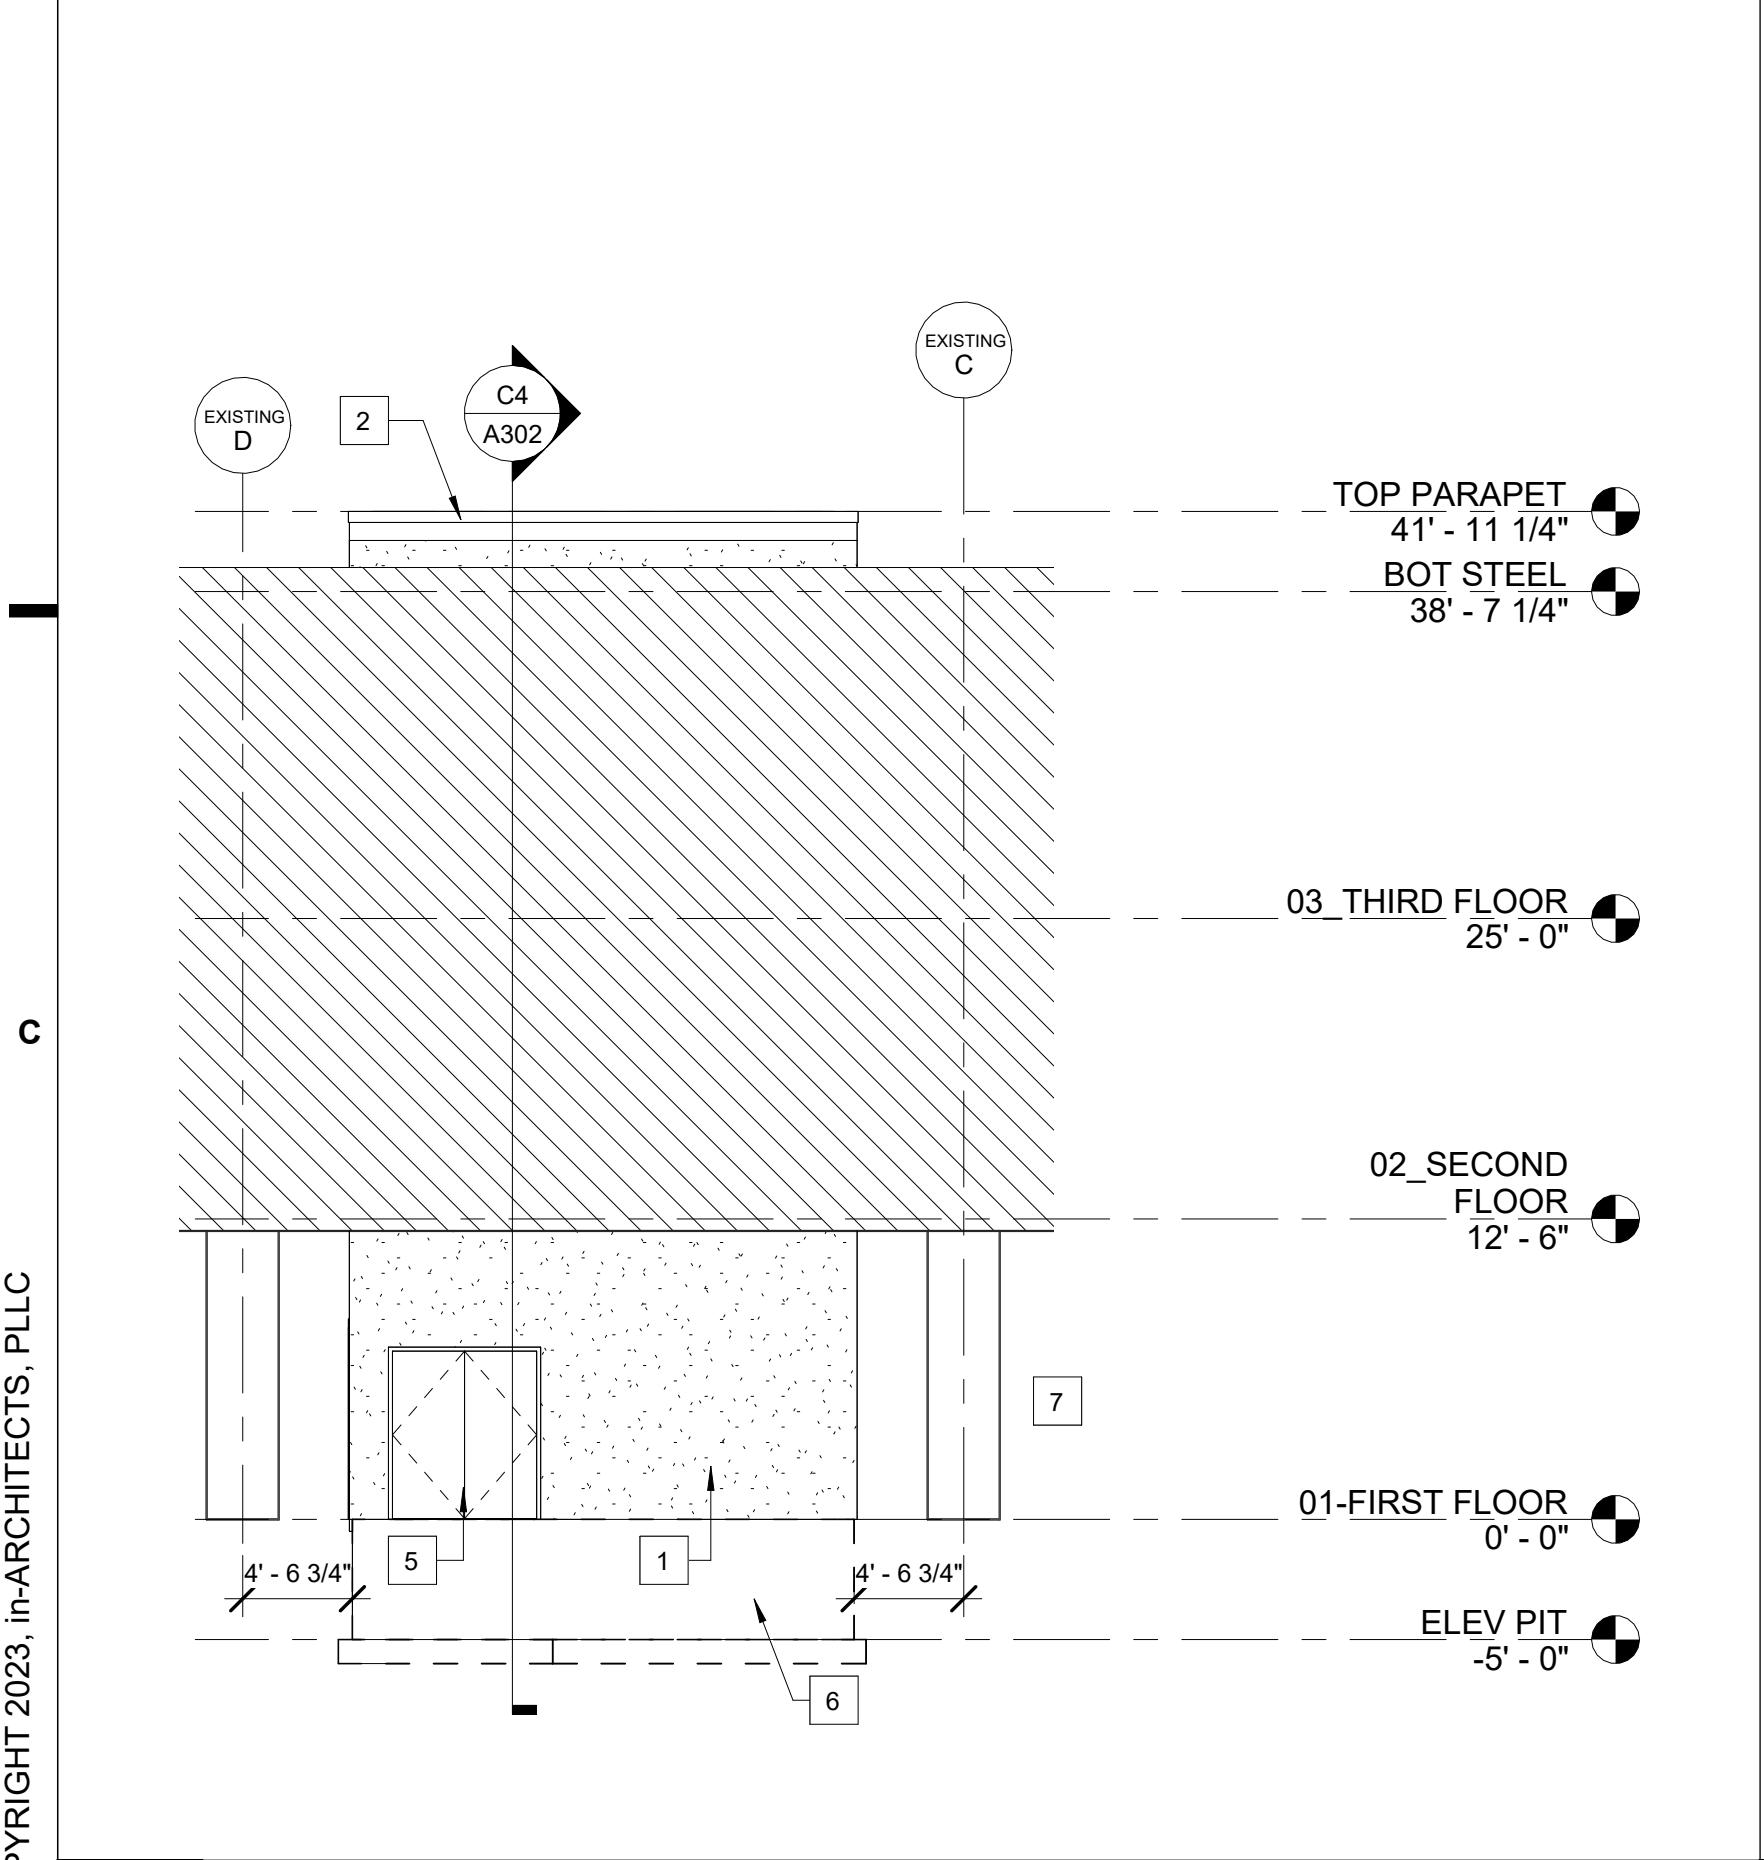 EXISTING
C
EXISTING
D
2
C4
A302
TOP PARAPET
41' - 11 1/4"
BOT STEEL
38' - 7 1/4"
03_THIRD FLOOR
25' - 0"
C
02_SECOND
FLOOR
12' - 6"
7
01-FIRST FLOOR
0' - 0"
5
1
4' - 6 3/4"
4' - 6 3/4"
ELEV PIT
-5' - 0"
6
PYRIGHT 2023, in-ARCHITECTS, PLLC